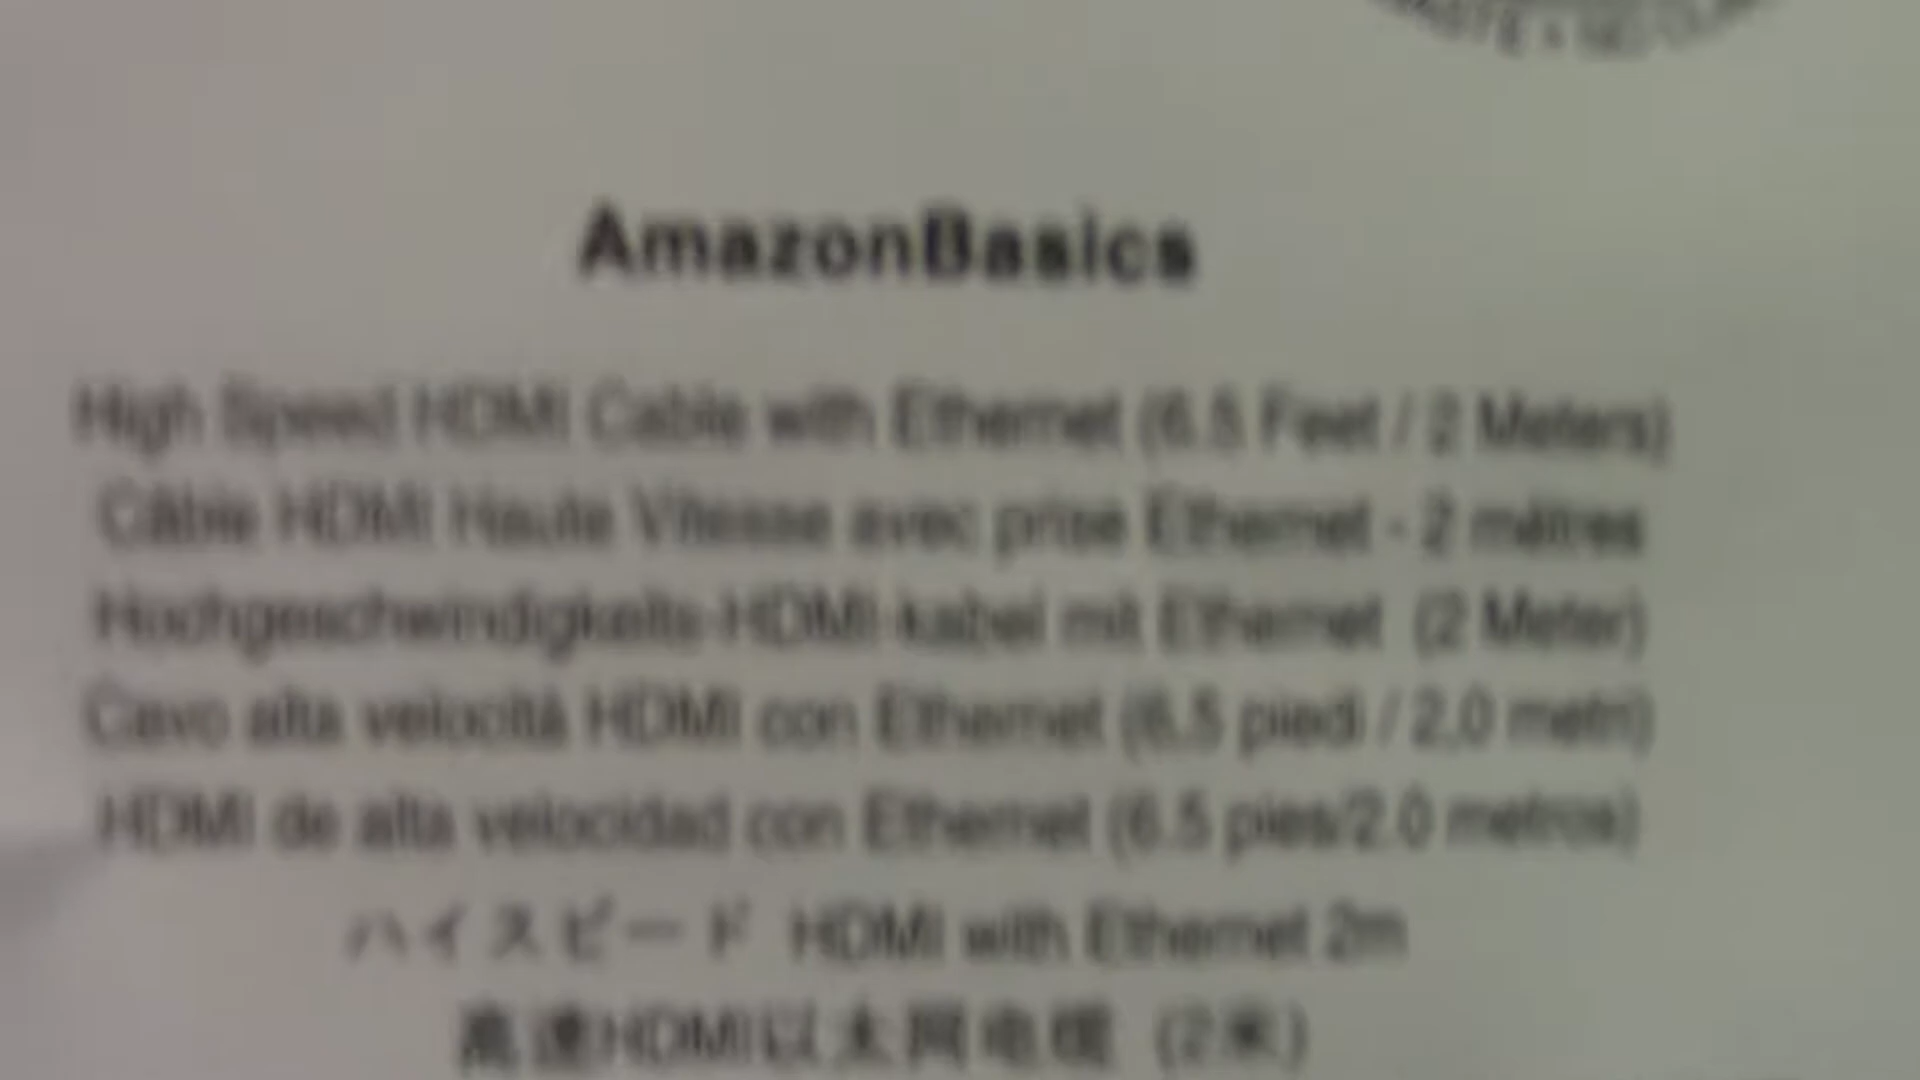 AmazonBasics
High Speed HDMI Cable with Ethernet (6.5 Feet / 2 Meters)
Câble HDMI Haute Vitesse avec prise Ethernet - 2 mètres
Hochgeschwindigkeits-HDMI-kabel mit Ethernet (2 Meter)
Cavo alta velocità HDMI con Ethernet (6,5 piedi / 2,0 metri)
HDMI de alta velocidad con Ethernet (6.5 pies/2.0 metros)
ハイスピード HDMI with Ethernet 2m
高速HDMI以太网电缆 (2米)